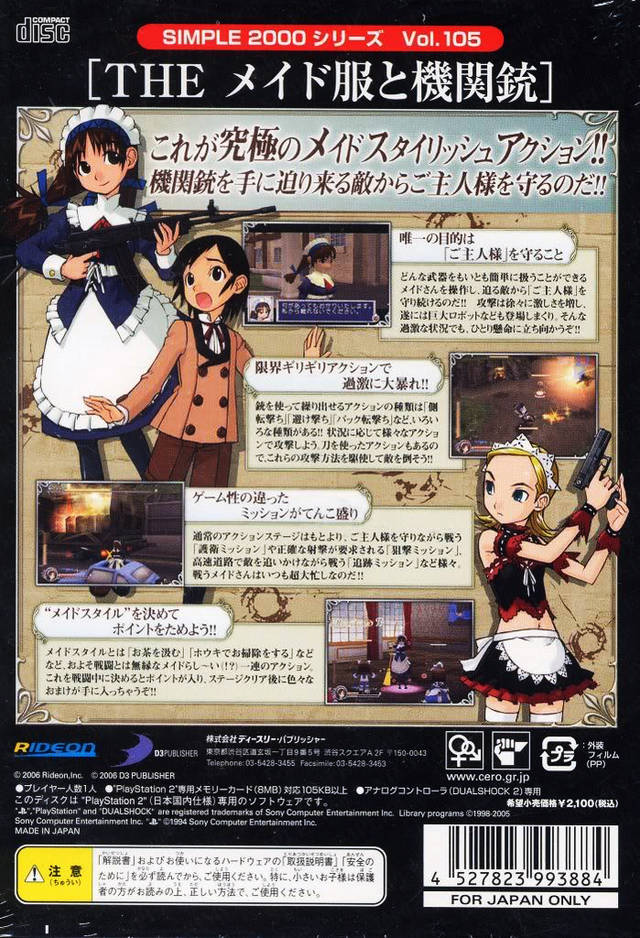 COMPACT
disc
SIMPLE 2000 シリーズ Vol.105
［THE メイド服と機関銃］
これが究極のメイドスタイリッシュアクション!!
機関銃を手に迫り来る敵からご主人様を守るのだ!!
唯一の目的は
「ご主人様」を守ること
どんな武器をもいとも簡単に扱うことができる
メイドさんを操作し、迫る敵から「ご主人様」を
守り続けるのだ!! 攻撃は徐々に激しさを増し、
遂には巨大ロボットなども登場しまくり。そんな
過激な状況でも、ひとり懸命に立ち向かうぞ!!
何があってもお守りいたします。
私から離れないでください。
限界ギリギリアクションで
過激に大暴れ!!
銃を使って繰り出せるアクションの種類は「側
転撃ち」「避け撃ち」「バック転撃ち」など、いろい
ろな種類がある!! 状況に応じて様々なアクショ
ンで攻撃しよう。刀を使ったアクションもあるの
で、これらの攻撃方法を駆使して敵を倒そう!!
ゲーム性の違った
ミッションがてんこ盛り
通常のアクションステージはもとより、ご主人様を守りながら戦う
「護衛ミッション」や正確な射撃が要求される「狙撃ミッション」、
高速道路で敵を追いかけながら戦う「追跡ミッション」など様々。
戦うメイドさんはいつも超大忙しなのだ!!
“メイドスタイル”を決めて
ポイントをためよう!!
メイドスタイルとは「お茶を汲む」「ホウキでお掃除をする」など
など、およそ戦闘とは無縁なメイドらし～い(!?)一連のアクション。
これを戦闘中に決めるとポイントが入り、ステージクリア後に色々な
おまけが手に入っちゃうぞ!!
RIDEON
D3PUBLISHER
株式会社ディースリー・パブリッシャー
東京都渋谷区道玄坂一丁目9番5号 渋谷スクエアA 2F 〒150-0043
Telephone:03-5428-3455 Facsimile:03-5428-3463
www.cero.gr.jp
プラ
:外装
フィルム
(PP)
© 2006 Rideon,Inc. © 2006 D3 PUBLISHER
希望小売価格￥2,100(税込)
●プレイヤー人数1人 ●"PlayStation 2"専用メモリーカード(8MB)対応105KB以上 ●アナログコントローラ(DUALSHOCK 2)専用
このディスクは "PlayStation 2" (日本国内仕様) 専用のソフトウェアです。
"PlayStation" and "DUALSHOCK" are registered trademarks of Sony Computer Entertainment Inc. Library programs ©1998-2005
Sony Computer Entertainment Inc. ©1994 Sony Computer Entertainment Inc.
MADE IN JAPAN
注意
(ちゅうい)
「解説書」およびお使いになるハードウェアの「取扱説明書」「安全の
ために」を必ず読んでから、ご使用ください。特に、小さいお子様は保護
者の方がお読みの上、正しい方法で、ご使用ください。
4 527823 993884
FOR JAPAN ONLY